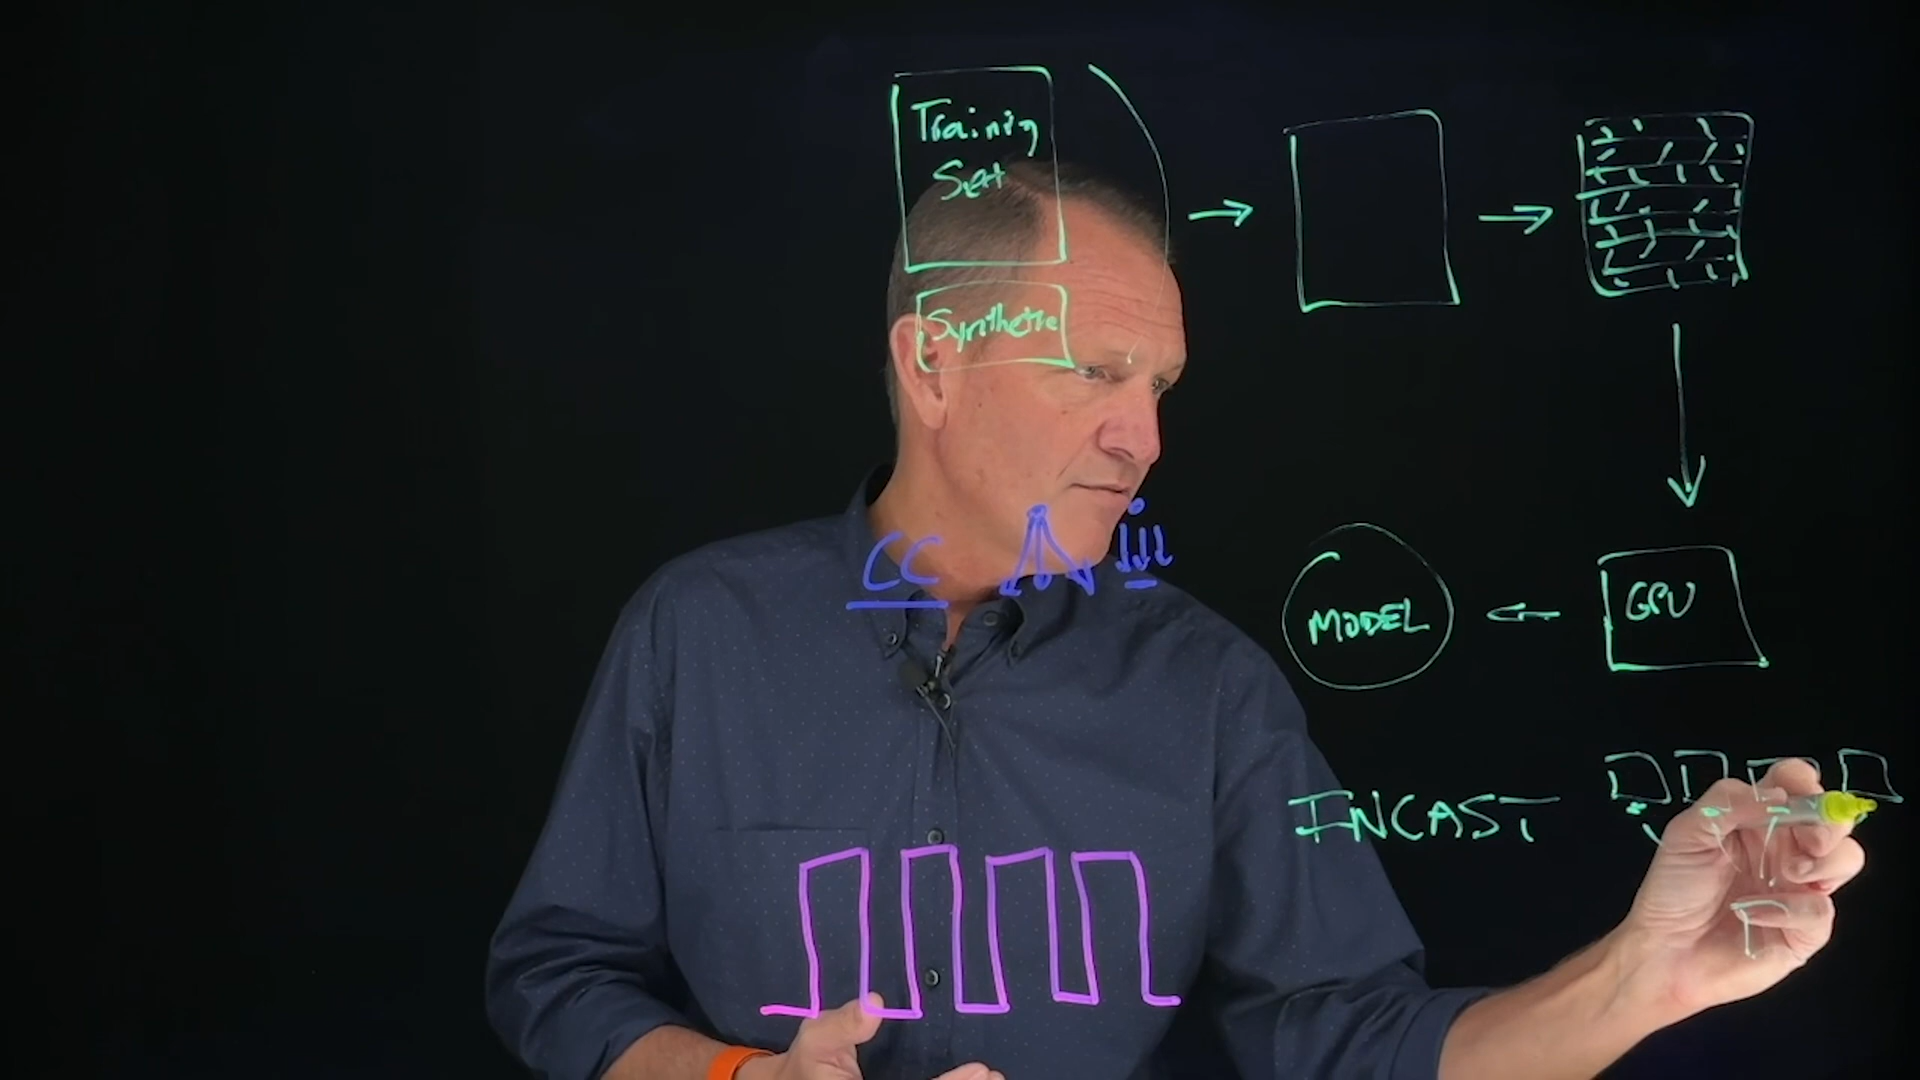 Training
Set
Synthetic
CC
MODEL
GPU
INCAST